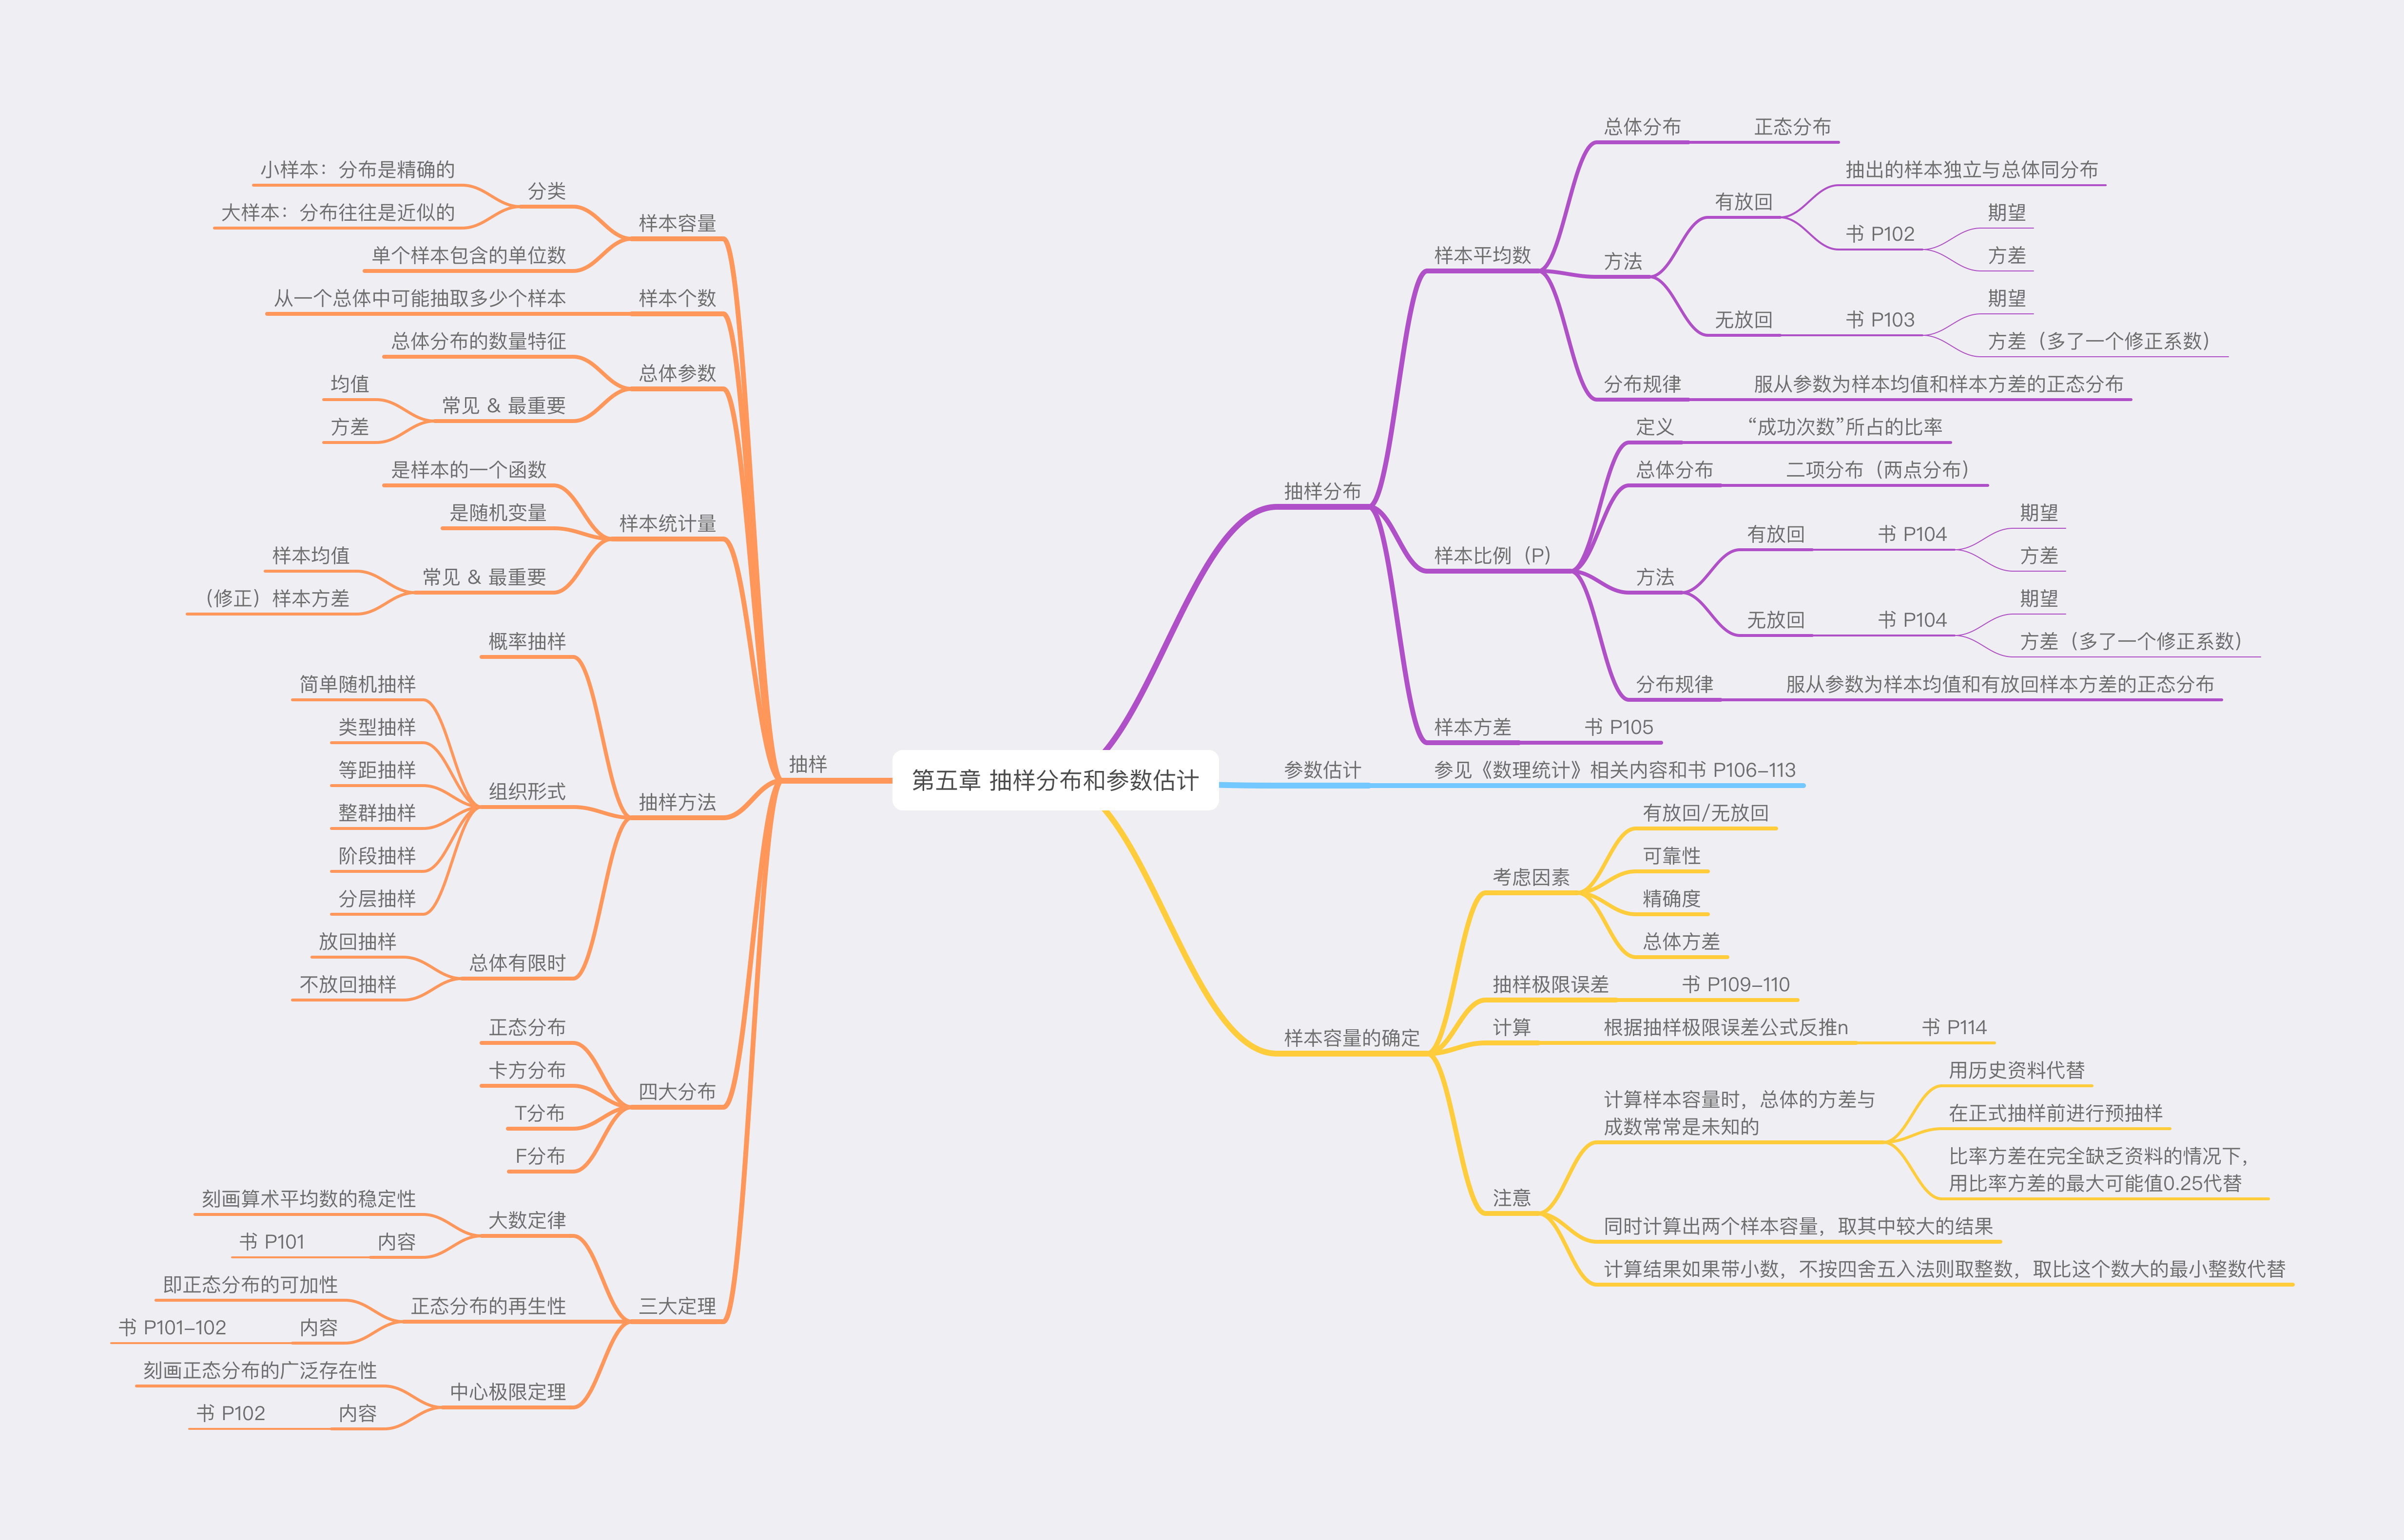 第五章 抽样分布和参数估计
抽样
样本容量
分类
小样本：分布是精确的
大样本：分布往往是近似的
单个样本包含的单位数
样本个数
从一个总体中可能抽取多少个样本
总体参数
总体分布的数量特征
常见 & 最重要
均值
方差
样本统计量
是样本的一个函数
是随机变量
常见 & 最重要
样本均值
（修正）样本方差
抽样方法
概率抽样
组织形式
简单随机抽样
类型抽样
等距抽样
整群抽样
阶段抽样
分层抽样
总体有限时
放回抽样
不放回抽样
四大分布
正态分布
卡方分布
T分布
F分布
三大定理
大数定律
刻画算术平均数的稳定性
内容
书 P101
正态分布的再生性
即正态分布的可加性
内容
书 P101–102
中心极限定理
刻画正态分布的广泛存在性
内容
书 P102
抽样分布
样本平均数
总体分布
正态分布
方法
有放回
抽出的样本独立与总体同分布
书 P102
期望
方差
无放回
书 P103
期望
方差（多了一个修正系数）
分布规律
服从参数为样本均值和样本方差的正态分布
样本比例（P）
定义
“成功次数”所占的比率
总体分布
二项分布（两点分布）
方法
有放回
书 P104
期望
方差
无放回
书 P104
期望
方差（多了一个修正系数）
分布规律
服从参数为样本均值和有放回样本方差的正态分布
样本方差
书 P105
参数估计
参见《数理统计》相关内容和书 P106–113
样本容量的确定
考虑因素
有放回/无放回
可靠性
精确度
总体方差
抽样极限误差
书 P109–110
计算
根据抽样极限误差公式反推n
书 P114
注意
计算样本容量时，总体的方差与
成数常常是未知的
用历史资料代替
在正式抽样前进行预抽样
比率方差在完全缺乏资料的情况下，
用比率方差的最大可能值0.25代替
同时计算出两个样本容量，取其中较大的结果
计算结果如果带小数，不按四舍五入法则取整数，取比这个数大的最小整数代替